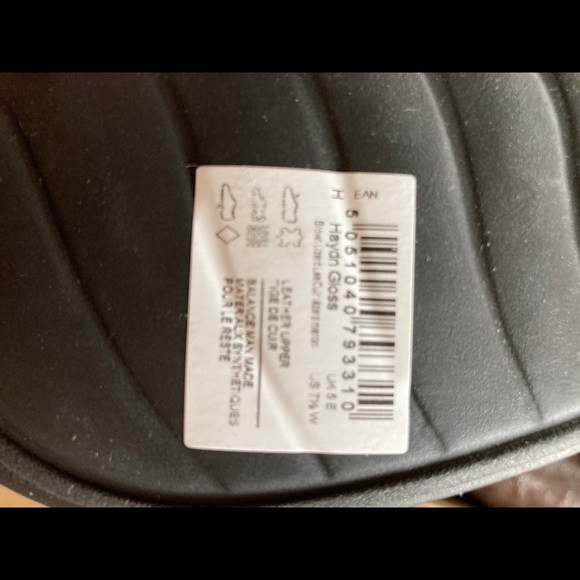 H EAN
5 051040 793310
Haydn Gloss
UK 5 E
US 7½ W
LEATHER UPPER
TIGE DE CUIR
BALANCE MAN MADE
MATERIAUX SYNTHETIQUES
POUR LE RESTE